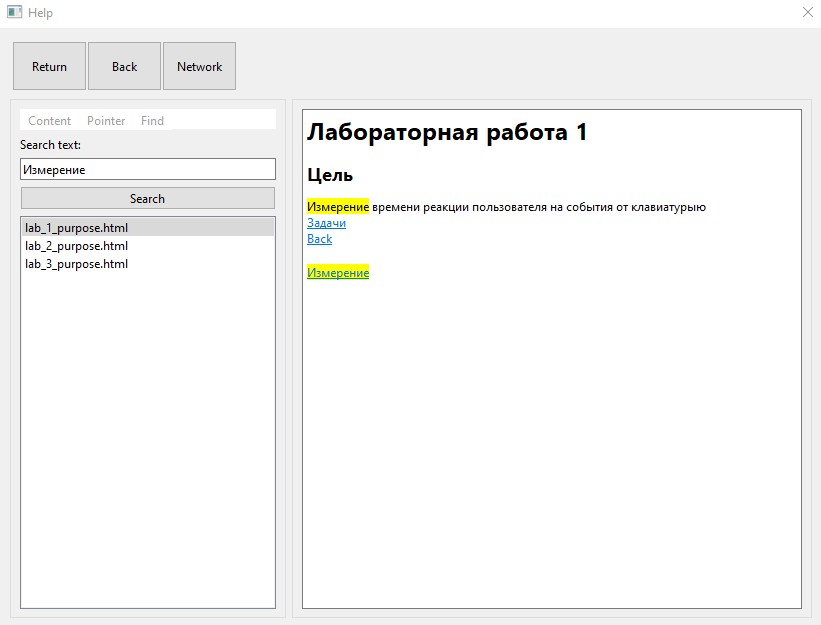 Help
Return Back Network
Content Pointer Find
Search text:
Измерение
Search
lab_1_purpose.html
lab_2_purpose.html
lab_3_purpose.html
Лабораторная работа 1
Цель
Измерение времени реакции пользователя на события от клавиатурыю
Задачи
Back
Измерение